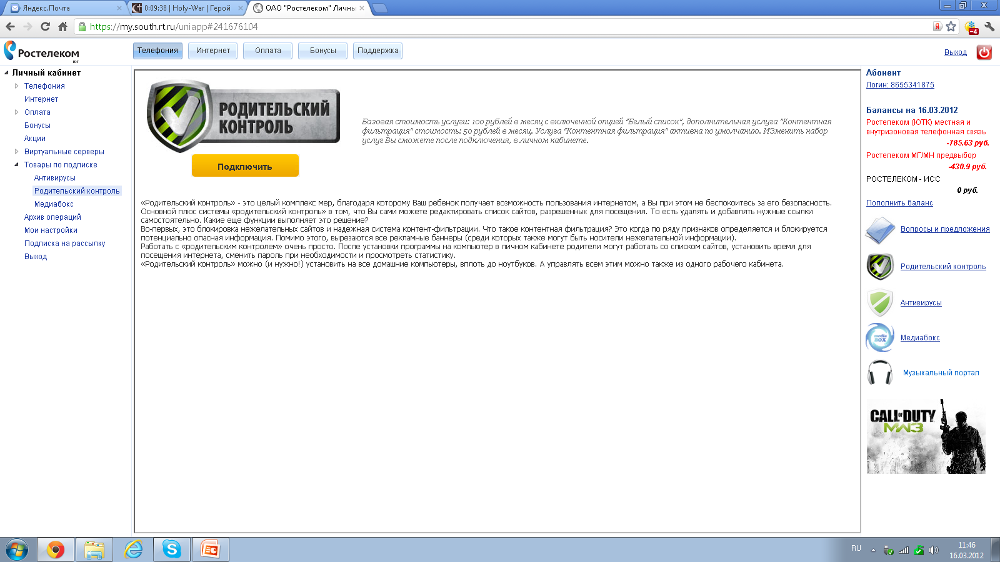 Яндекс.Почта
0:09:38 | Holy-War | Герой
ОАО "Ростелеком" Личны
https://my.south.rt.ru/uniapp#241676104
Я
-4
Ростелеком
юг
Телефония
Интернет
Оплата
Бонусы
Поддержка
Выход
Личный кабинет
Телефония
Интернет
Оплата
Бонусы
Акции
Виртуальные серверы
Товары по подписке
Антивирусы
Родительский контроль
Медиабокс
Архив операций
Мои настройки
Подписка на рассылку
Выход
РОДИТЕЛЬСКИЙ
КОНТРОЛЬ
Базовая стоимость услуги: 100 рублей в месяц с включенной опцией "Белый список", дополнительная услуга "Контентная
фильтрация" стоимость: 50 рублей в месяц. Услуга "Контентная фильтрация" активна по умолчанию. ИЗменить набор
услуг Вы сможете после подключения, в личном кабинете.
Подключить
«Родительский контроль» - это целый комплекс мер, благодаря которому Ваш ребенок получает возможность пользования интернетом, а Вы при этом не беспокоитесь за его безопасность.
Основной плюс системы «родительский контроль» в том, что Вы сами можете редактировать список сайтов, разрешенных для посещения. То есть удалять и добавлять нужные ссылки
самостоятельно. Какие еще функции выполняет это решение?
Во-первых, это блокировка нежелательных сайтов и надежная система контент-фильтрации. Что такое контентная фильтрация? Это когда по ряду признаков определяется и блокируется
потенциально опасная информация. Помимо этого, вырезаются все рекламные баннеры (среди которых также могут быть носители нежелательной информации).
Работать с «родительским контролем» очень просто. После установки программы на компьютер в личном кабинете родители могут работать со списком сайтов, установить время для
посещения интернета, сменить пароль при необходимости и просмотреть статистику.
«Родительский контроль» можно (и нужно!) установить на все домашние компьютеры, вплоть до ноутбуков. А управлять всем этим можно также из одного рабочего кабинета.
Абонент
Логин: 8655341875
Балансы на 16.03.2012
Ростелеком (ЮТК) местная и
внутризоновая телефонная связь
-785.63 руб.
Ростелеком МГ/МН предвыбор
-430.9 руб.
РОСТЕЛЕКОМ - ИСС
0 руб.
Пополнить баланс
Вопросы и предложения
Родительский контроль
Антивирусы
media
BOX
Медиабокс
Музыкальный портал
CALL OF DUTY
MW3
RU
11:46
16.03.2012